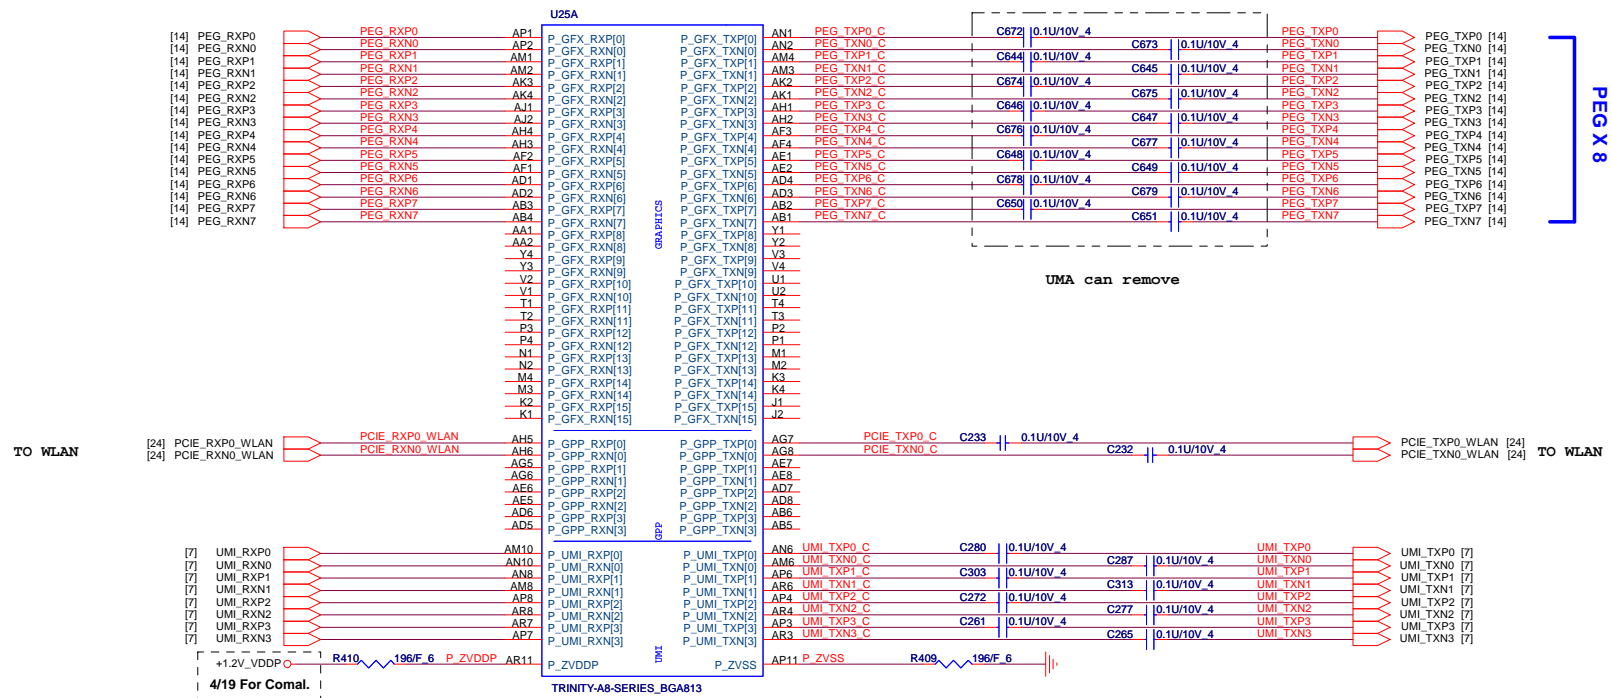 U25A
[14] PEG_RXP0 PEG_RXP0 AP1 P_GFX_RXP[0] P_GFX_TXP[0] AN1 PEG_TXP0_C C672 0.1U/10V_4 PEG_TXP0 PEG_TXP0 [14]
[14] PEG_RXN0 PEG_RXN0 AP2 P_GFX_RXN[0] P_GFX_TXN[0] AN2 PEG_TXN0_C C673 0.1U/10V_4 PEG_TXN0 PEG_TXN0 [14]
[14] PEG_RXP1 PEG_RXP1 AM1 P_GFX_RXP[1] P_GFX_TXP[1] AM4 PEG_TXP1_C C644 0.1U/10V_4 PEG_TXP1 PEG_TXP1 [14]
[14] PEG_RXN1 PEG_RXN1 AM2 P_GFX_RXN[1] P_GFX_TXN[1] AM3 PEG_TXN1_C C645 0.1U/10V_4 PEG_TXN1 PEG_TXN1 [14]
[14] PEG_RXP2 PEG_RXP2 AK3 P_GFX_RXP[2] P_GFX_TXP[2] AK2 PEG_TXP2_C C674 0.1U/10V_4 PEG_TXP2 PEG_TXP2 [14]
[14] PEG_RXN2 PEG_RXN2 AK4 P_GFX_RXN[2] P_GFX_TXN[2] AK1 PEG_TXN2_C C675 0.1U/10V_4 PEG_TXN2 PEG_TXN2 [14]
[14] PEG_RXP3 PEG_RXP3 AJ1 P_GFX_RXP[3] P_GFX_TXP[3] AH1 PEG_TXP3_C C646 0.1U/10V_4 PEG_TXP3 PEG_TXP3 [14]
[14] PEG_RXN3 PEG_RXN3 AJ2 P_GFX_RXN[3] P_GFX_TXN[3] AH2 PEG_TXN3_C C647 0.1U/10V_4 PEG_TXN3 PEG_TXN3 [14]
[14] PEG_RXP4 PEG_RXP4 AH4 P_GFX_RXP[4] P_GFX_TXP[4] AF3 PEG_TXP4_C C676 0.1U/10V_4 PEG_TXP4 PEG_TXP4 [14]
[14] PEG_RXN4 PEG_RXN4 AH3 P_GFX_RXN[4] P_GFX_TXN[4] AF4 PEG_TXN4_C C677 0.1U/10V_4 PEG_TXN4 PEG_TXN4 [14]
[14] PEG_RXP5 PEG_RXP5 AF2 P_GFX_RXP[5] P_GFX_TXP[5] AE1 PEG_TXP5_C C648 0.1U/10V_4 PEG_TXP5 PEG_TXP5 [14]
[14] PEG_RXN5 PEG_RXN5 AF1 P_GFX_RXN[5] P_GFX_TXN[5] AE2 PEG_TXN5_C C649 0.1U/10V_4 PEG_TXN5 PEG_TXN5 [14]
[14] PEG_RXP6 PEG_RXP6 AD1 P_GFX_RXP[6] P_GFX_TXP[6] AD4 PEG_TXP6_C C678 0.1U/10V_4 PEG_TXP6 PEG_TXP6 [14]
[14] PEG_RXN6 PEG_RXN6 AD2 P_GFX_RXN[6] P_GFX_TXN[6] AD3 PEG_TXN6_C C679 0.1U/10V_4 PEG_TXN6 PEG_TXN6 [14]
[14] PEG_RXP7 PEG_RXP7 AB3 P_GFX_RXP[7] P_GFX_TXP[7] AB2 PEG_TXP7_C C650 0.1U/10V_4 PEG_TXP7 PEG_TXP7 [14]
[14] PEG_RXN7 PEG_RXN7 AB4 P_GFX_RXN[7] P_GFX_TXN[7] AB1 PEG_TXN7_C C651 0.1U/10V_4 PEG_TXN7 PEG_TXN7 [14]
PEG X 8
GRAPHICS
AA1 P_GFX_RXP[8] P_GFX_TXP[8] Y1
AA2 P_GFX_RXN[8] P_GFX_TXN[8] Y2
Y4 P_GFX_RXP[9] P_GFX_TXP[9] V3
Y3 P_GFX_RXN[9] P_GFX_TXN[9] V4
V2 P_GFX_RXP[10] P_GFX_TXP[10] U1
V1 P_GFX_RXN[10] P_GFX_TXN[10] U2
T1 P_GFX_RXP[11] P_GFX_TXP[11] T4
T2 P_GFX_RXN[11] P_GFX_TXN[11] T3
P3 P_GFX_RXP[12] P_GFX_TXP[12] P2
P4 P_GFX_RXN[12] P_GFX_TXN[12] P1
N1 P_GFX_RXP[13] P_GFX_TXP[13] M1
N2 P_GFX_RXN[13] P_GFX_TXN[13] M2
M4 P_GFX_RXP[14] P_GFX_TXP[14] K3
M3 P_GFX_RXN[14] P_GFX_TXN[14] K4
K2 P_GFX_RXP[15] P_GFX_TXP[15] J1
K1 P_GFX_RXN[15] P_GFX_TXN[15] J2
UMA can remove
TO WLAN
[24] PCIE_RXP0_WLAN PCIE_RXP0_WLAN AH5 P_GPP_RXP[0] P_GPP_TXP[0] AG7 PCIE_TXP0_C C233 0.1U/10V_4 PCIE_TXP0_WLAN [24]
[24] PCIE_RXN0_WLAN PCIE_RXN0_WLAN AH6 P_GPP_RXN[0] P_GPP_TXN[0] AG8 PCIE_TXN0_C C232 0.1U/10V_4 PCIE_TXN0_WLAN [24]
TO WLAN
AG5 P_GPP_RXP[1] P_GPP_TXP[1] AE7
AG6 P_GPP_RXN[1] P_GPP_TXN[1] AE8
AE6 P_GPP_RXP[2] P_GPP_TXP[2] AD7
AE5 P_GPP_RXN[2] P_GPP_TXN[2] AD8
AD6 P_GPP_RXP[3] P_GPP_TXP[3] AB6
AD5 P_GPP_RXN[3] P_GPP_TXN[3] AB5
GPP
[7] UMI_RXP0 AM10 P_UMI_RXP[0] P_UMI_TXP[0] AN6 UMI_TXP0_C C280 0.1U/10V_4 UMI_TXP0 UMI_TXP0 [7]
[7] UMI_RXN0 AN10 P_UMI_RXN[0] P_UMI_TXN[0] AM6 UMI_TXN0_C C287 0.1U/10V_4 UMI_TXN0 UMI_TXN0 [7]
[7] UMI_RXP1 AN8 P_UMI_RXP[1] P_UMI_TXP[1] AP6 UMI_TXP1_C C303 0.1U/10V_4 UMI_TXP1 UMI_TXP1 [7]
[7] UMI_RXN1 AM8 P_UMI_RXN[1] P_UMI_TXN[1] AR6 UMI_TXN1_C C313 0.1U/10V_4 UMI_TXN1 UMI_TXN1 [7]
[7] UMI_RXP2 AP8 P_UMI_RXP[2] P_UMI_TXP[2] AP4 UMI_TXP2_C C272 0.1U/10V_4 UMI_TXP2 UMI_TXP2 [7]
[7] UMI_RXN2 AR8 P_UMI_RXN[2] P_UMI_TXN[2] AR4 UMI_TXN2_C C277 0.1U/10V_4 UMI_TXN2 UMI_TXN2 [7]
[7] UMI_RXP3 AR7 P_UMI_RXP[3] P_UMI_TXP[3] AP3 UMI_TXP3_C C261 0.1U/10V_4 UMI_TXP3 UMI_TXP3 [7]
[7] UMI_RXN3 AP7 P_UMI_RXN[3] P_UMI_TXN[3] AR3 UMI_TXN3_C C265 0.1U/10V_4 UMI_TXN3 UMI_TXN3 [7]
UMI
+1.2V_VDDP R410 196/F_6 P_ZVDDP AR11 P_ZVDDP P_ZVSS AP11 P_ZVSS R409 196/F_6
4/19 For Comal.
TRINITY-A8-SERIES_BGA813